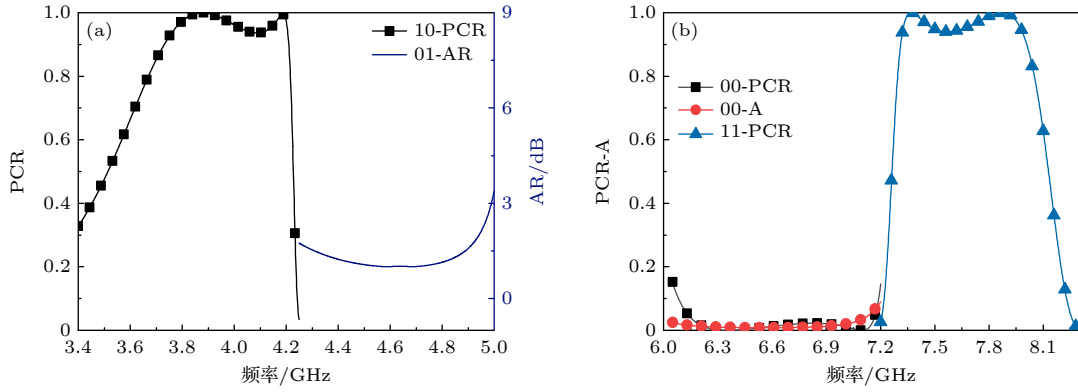 (a)
10-PCR
01-AR
PCR
1.0
0.8
0.6
0.4
0.2
0
9
6
3
0
AR/dB
3.4 3.6 3.8 4.0 4.2 4.4 4.6 4.8 5.0
频率/GHz
(b)
00-PCR
00-A
11-PCR
PCR-A
1.0
0.8
0.6
0.4
0.2
0
6.0 6.3 6.6 6.9 7.2 7.5 7.8 8.1
频率/GHz